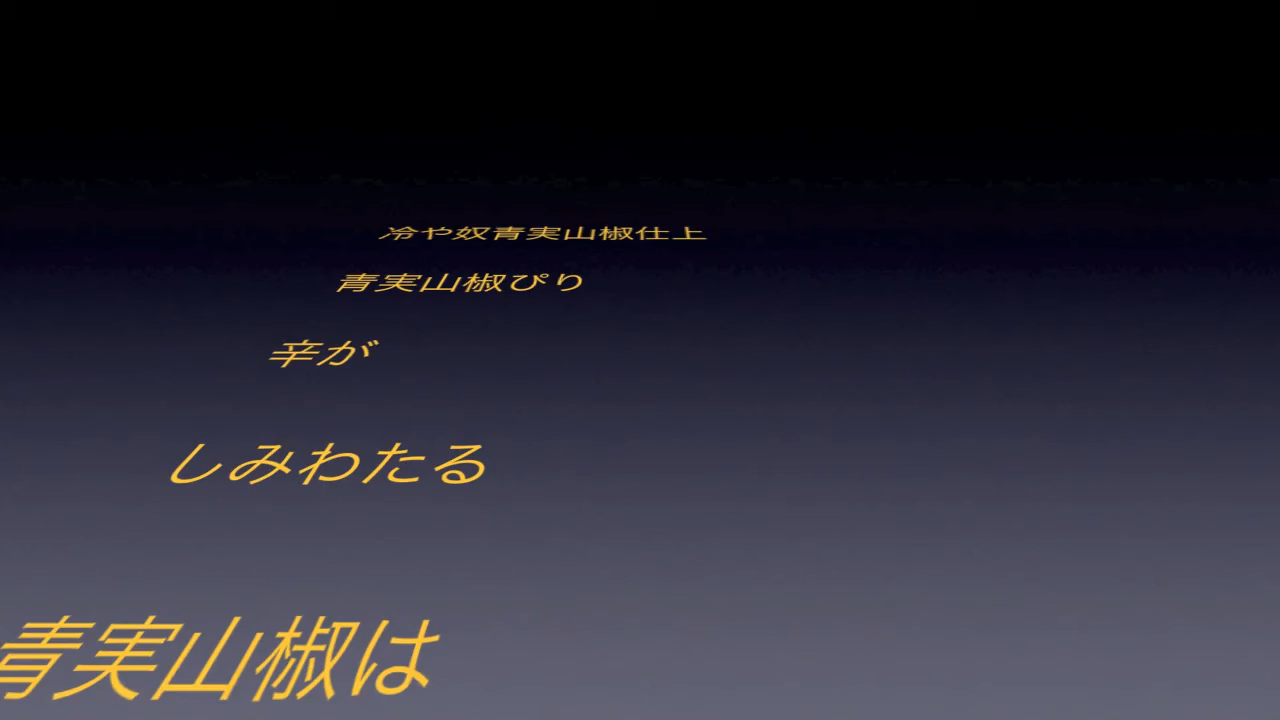 冷や奴青実山椒仕上
青実山椒ぴり
辛が
しみわたる
青実山椒は